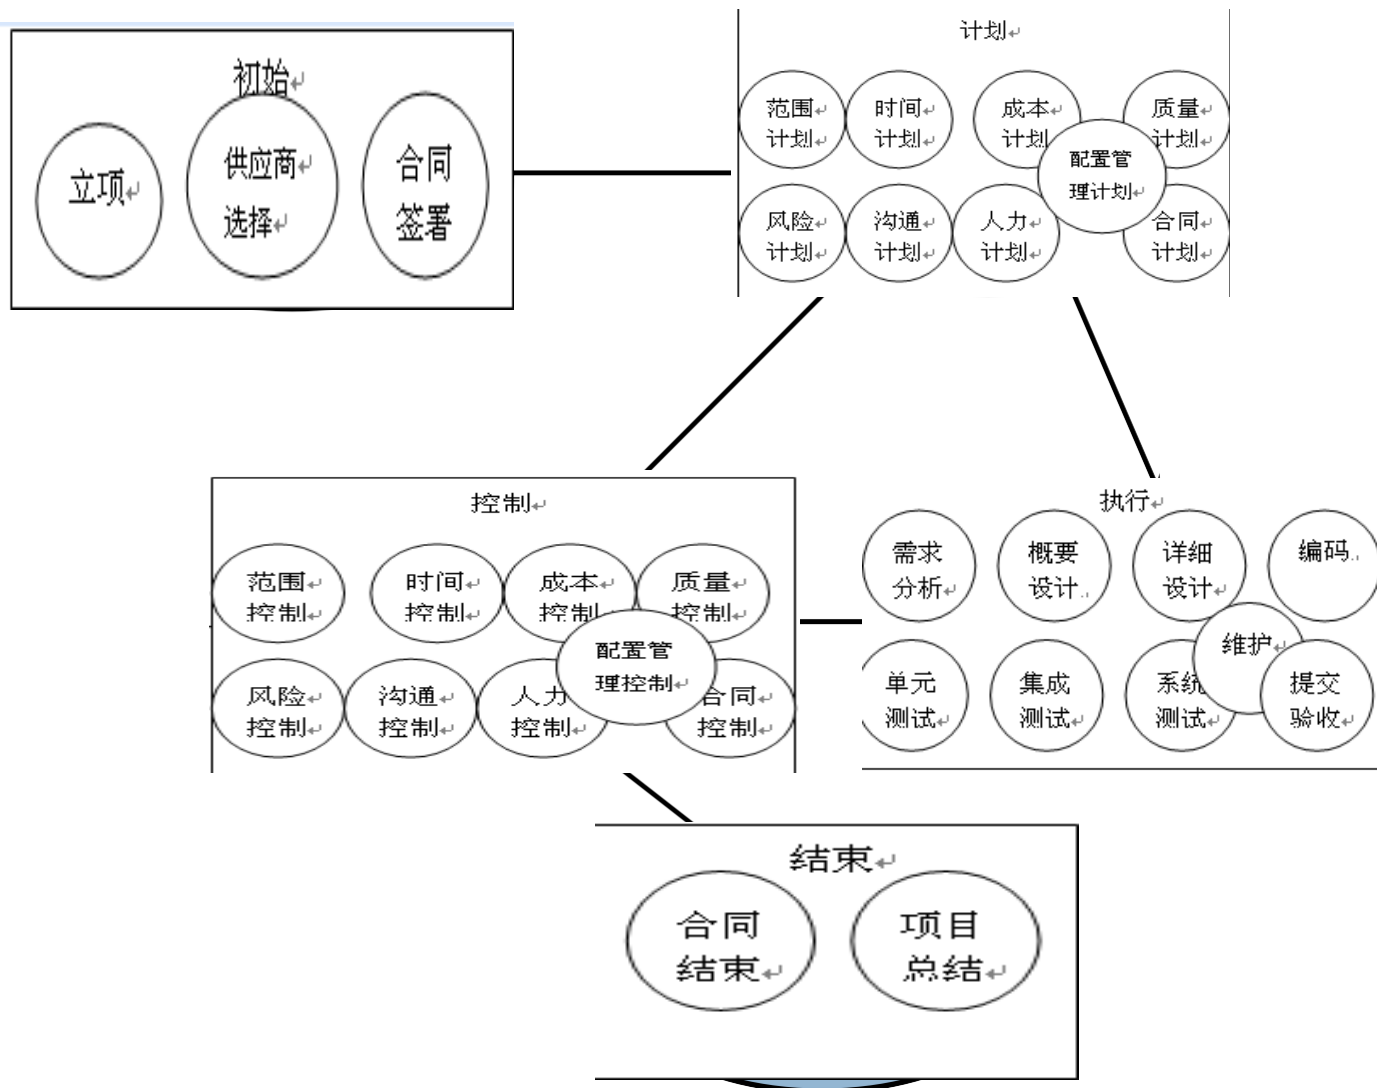 初始
立项
供应商
选择
合同
签署
计划
范围
计划
时间
计划
成本
计划
质量
计划
配置管
理计划
风险
计划
沟通
计划
人力
计划
合同
计划
控制
范围
控制
时间
控制
成本
控制
质量
控制
配置管
理控制
风险
控制
沟通
控制
人力
控制
合同
控制
执行
需求
分析
概要
设计
详细
设计
编码
维护
单元
测试
集成
测试
系统
测试
提交
验收
结束
合同
结束
项目
总结